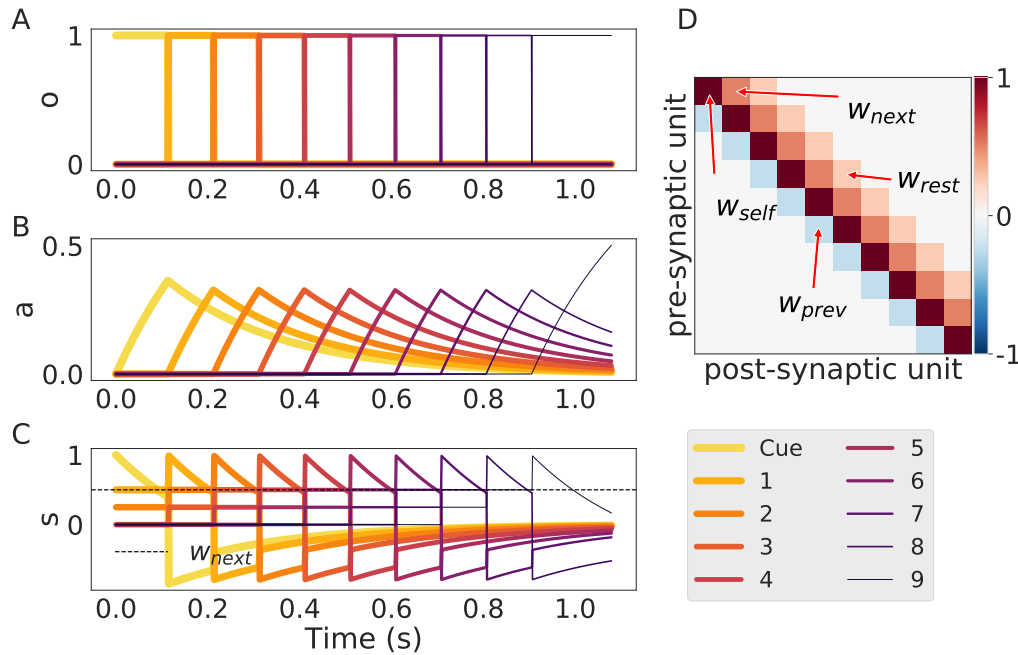 A
1
o
0
0.0 0.2 0.4 0.6 0.8 1.0
B
0.5
a
0.0
0.0 0.2 0.4 0.6 0.8 1.0
C
1
s
0
w_next
0.0 0.2 0.4 0.6 0.8 1.0
Time (s)
D
pre-synaptic unit
w_next
w_rest
w_self
w_prev
post-synaptic unit
1
0
-1
Cue
1
2
3
4
5
6
7
8
9